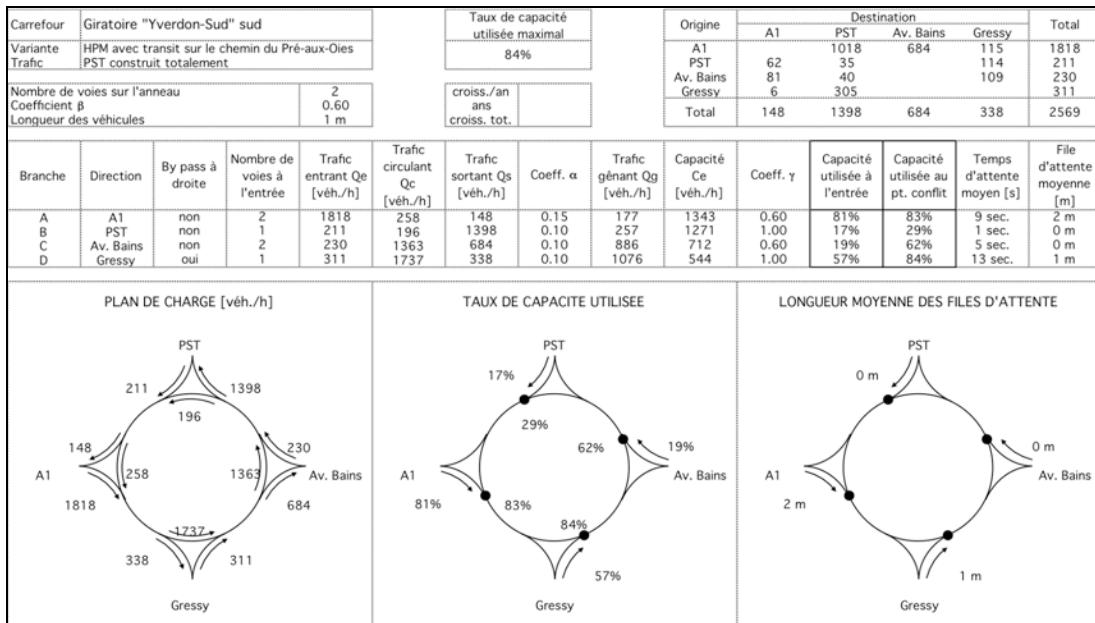 Carrefour Giratoire "Yverdon-Sud" sud
Variante HPM avec transit sur le chemin du Pré-aux-Oies
Trafic PST construit totalement
Taux de capacité
utilisée maximal
84%
Nombre de voies sur l'anneau 2
Coefficient β 0.60
Longueur des véhicules 1 m
croiss./an
ans
croiss. tot.
Origine Destination Total
A1 PST Av. Bains Gressy
A1 1018 684 115 1818
PST 62 35 114 211
Av. Bains 81 40 109 230
Gressy 6 305 311
Total 148 1398 684 338 2569
Branche Direction By pass à droite Nombre de voies à l'entrée Trafic entrant Qe [véh./h] Trafic circulant Qc [véh./h] Trafic sortant Qs [véh./h] Coeff. α Trafic gênant Qg [véh./h] Capacité Ce [véh./h] Coeff. γ Capacité utilisée à l'entrée Capacité utilisée au pt. conflit Temps d'attente moyen [s] File d'attente moyenne [m]
A A1 non 2 1818 258 148 0.15 177 1343 0.60 81% 83% 9 sec. 2 m
B PST non 1 211 196 1398 0.10 257 1271 1.00 17% 29% 1 sec. 0 m
C Av. Bains non 2 230 1363 684 0.10 886 712 0.60 19% 62% 5 sec. 0 m
D Gressy oui 1 311 1737 338 0.10 1076 544 1.00 57% 84% 13 sec. 1 m
PLAN DE CHARGE [véh./h]
PST
211 1398
196
148 230
A1 258 1363 Av. Bains
1818 684
1737
338 311
Gressy
TAUX DE CAPACITE UTILISEE
PST
17%
29%
62% 19%
A1 Av. Bains
81% 83%
84%
57%
Gressy
LONGUEUR MOYENNE DES FILES D'ATTENTE
PST
0 m
0 m
A1 Av. Bains
2 m
1 m
Gressy